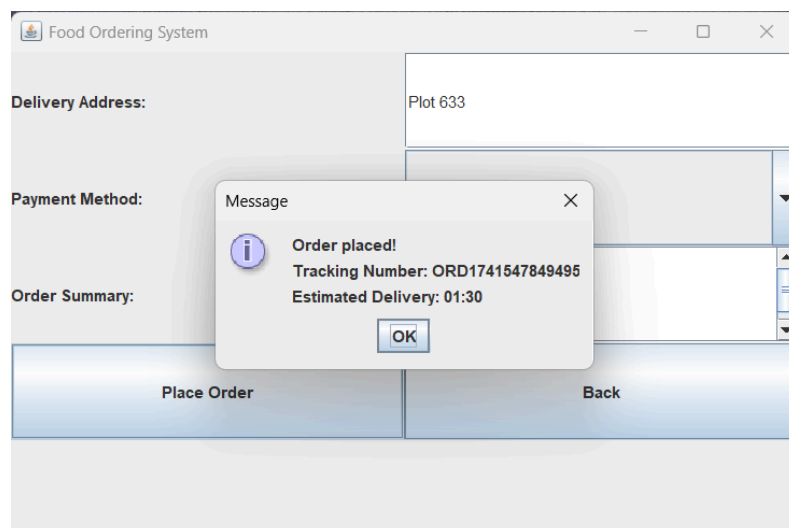 Food Ordering System
Delivery Address:
Plot 633
Payment Method:
Message
Order placed!
Tracking Number: ORD1741547849495
Estimated Delivery: 01:30
OK
Order Summary:
Place Order
Back